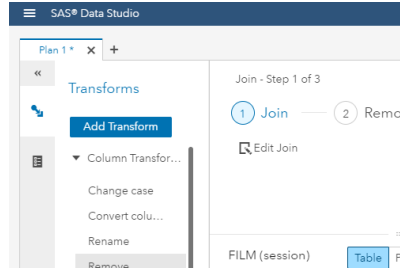 SAS® Data Studio
Plan 1 *
Transforms
Add Transform
Column Transfor...
Change case
Convert colu...
Rename
Remove
Join - Step 1 of 3
1 Join
2 Remo
Edit Join
FILM (session)
Table